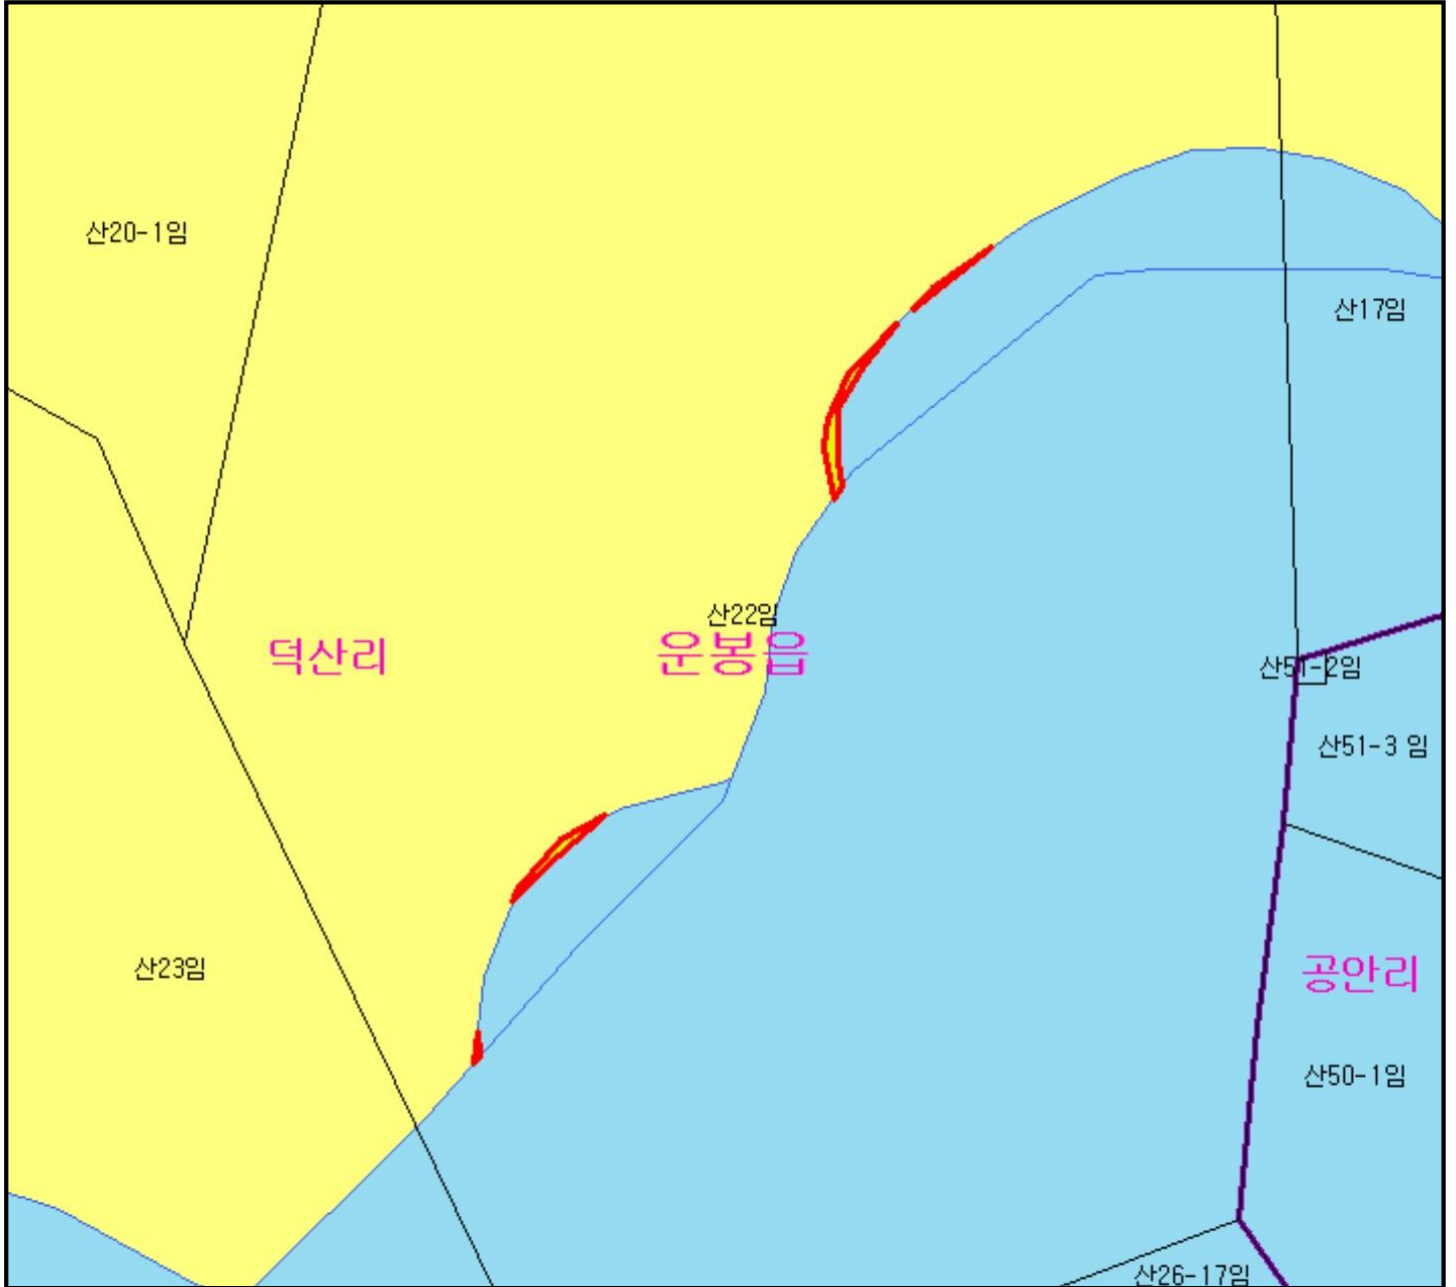 산20-1임
산17임
산22임
덕산리
운봉읍
산51-2임
산51-3 임
산23임
공안리
산50-1임
산26-17임